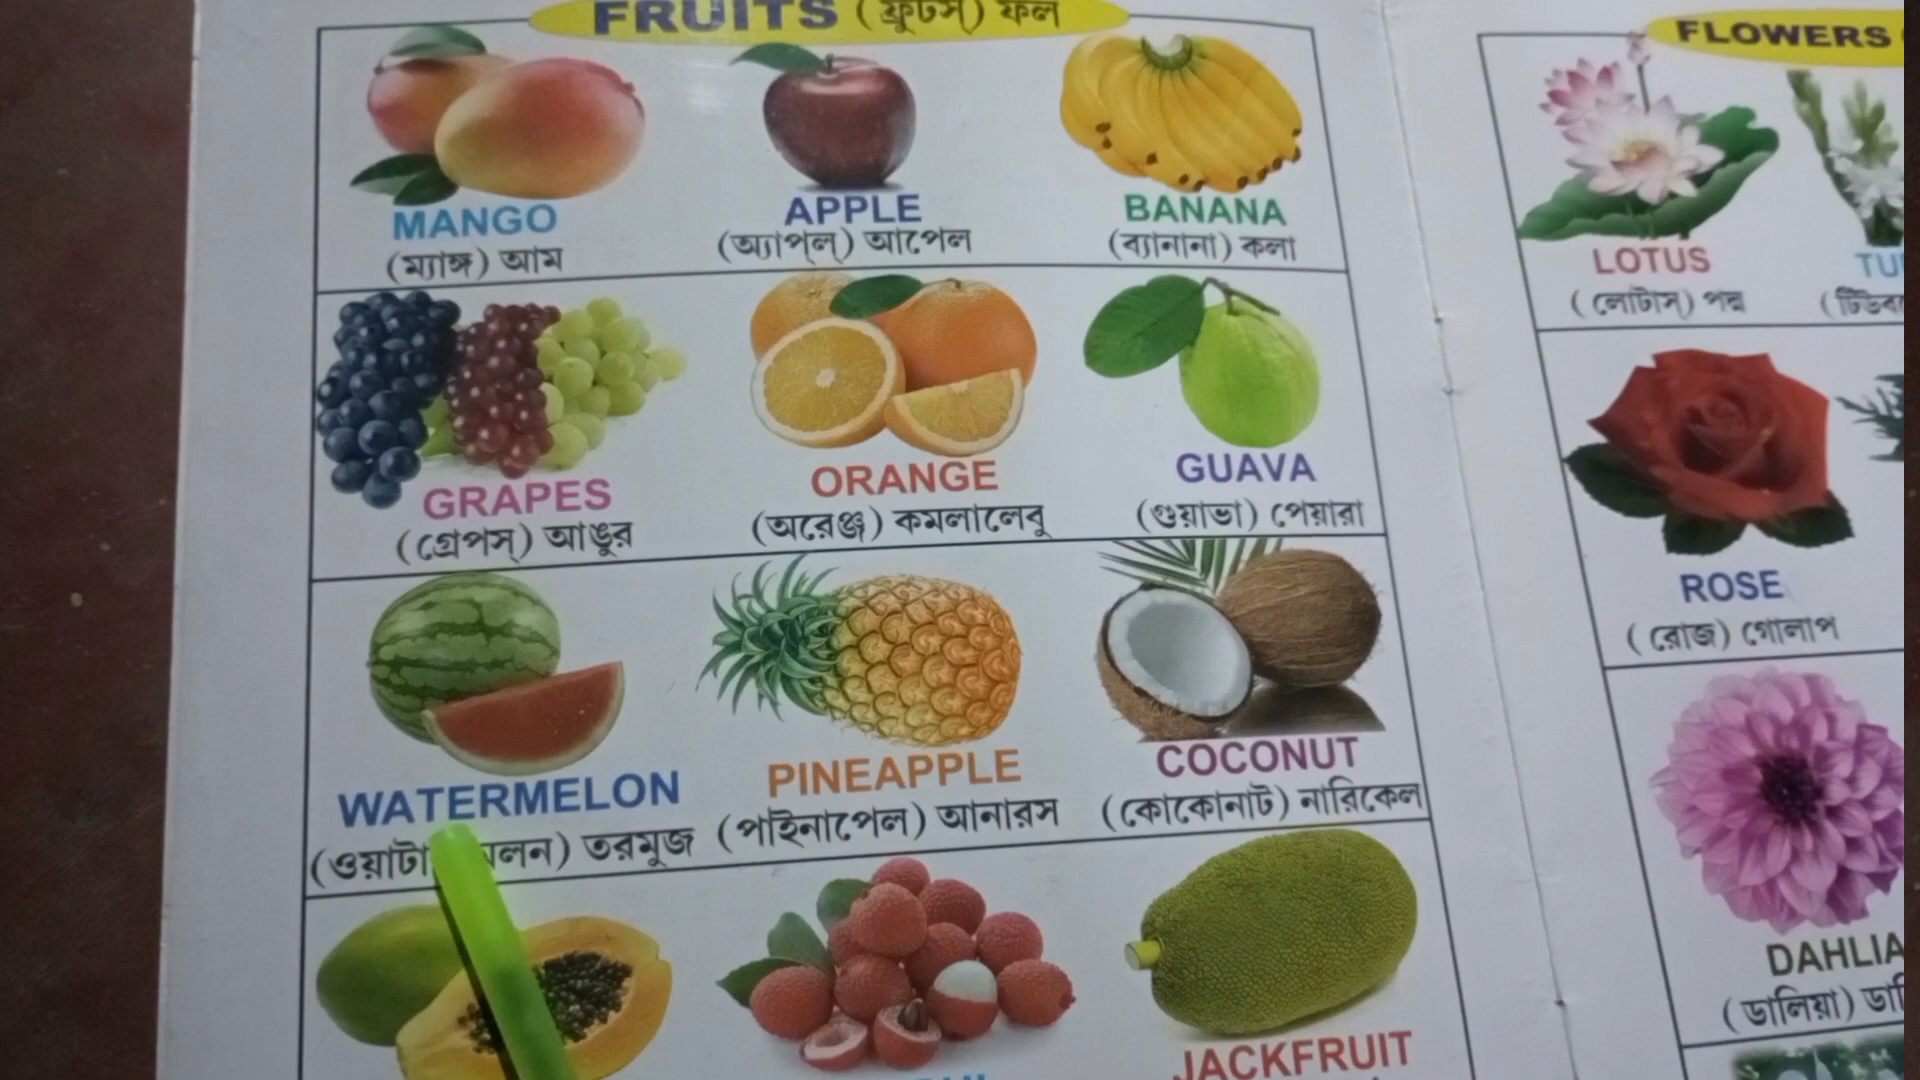 FRUITS (ফ্রুটস্) ফল
MANGO
(ম্যাঙ্গ) আম
APPLE
(অ্যাপ্‌ল্) আপেল
BANANA
(ব্যানানা) কলা
GRAPES
(গ্রেপস্) আঙুর
ORANGE
(অরেঞ্জ) কমলালেবু
GUAVA
(গুয়াভা) পেয়ারা
WATERMELON
তরমুজ
PINEAPPLE
(পাইনাপেল) আনারস
COCONUT
(কোকোনাট) নারিকেল
JACKFRUIT
FLOWERS
LOTUS
(লোটাস্) পদ্ম
ROSE
(রোজ) গোলাপ
DAHLIA
(ডালিয়া)